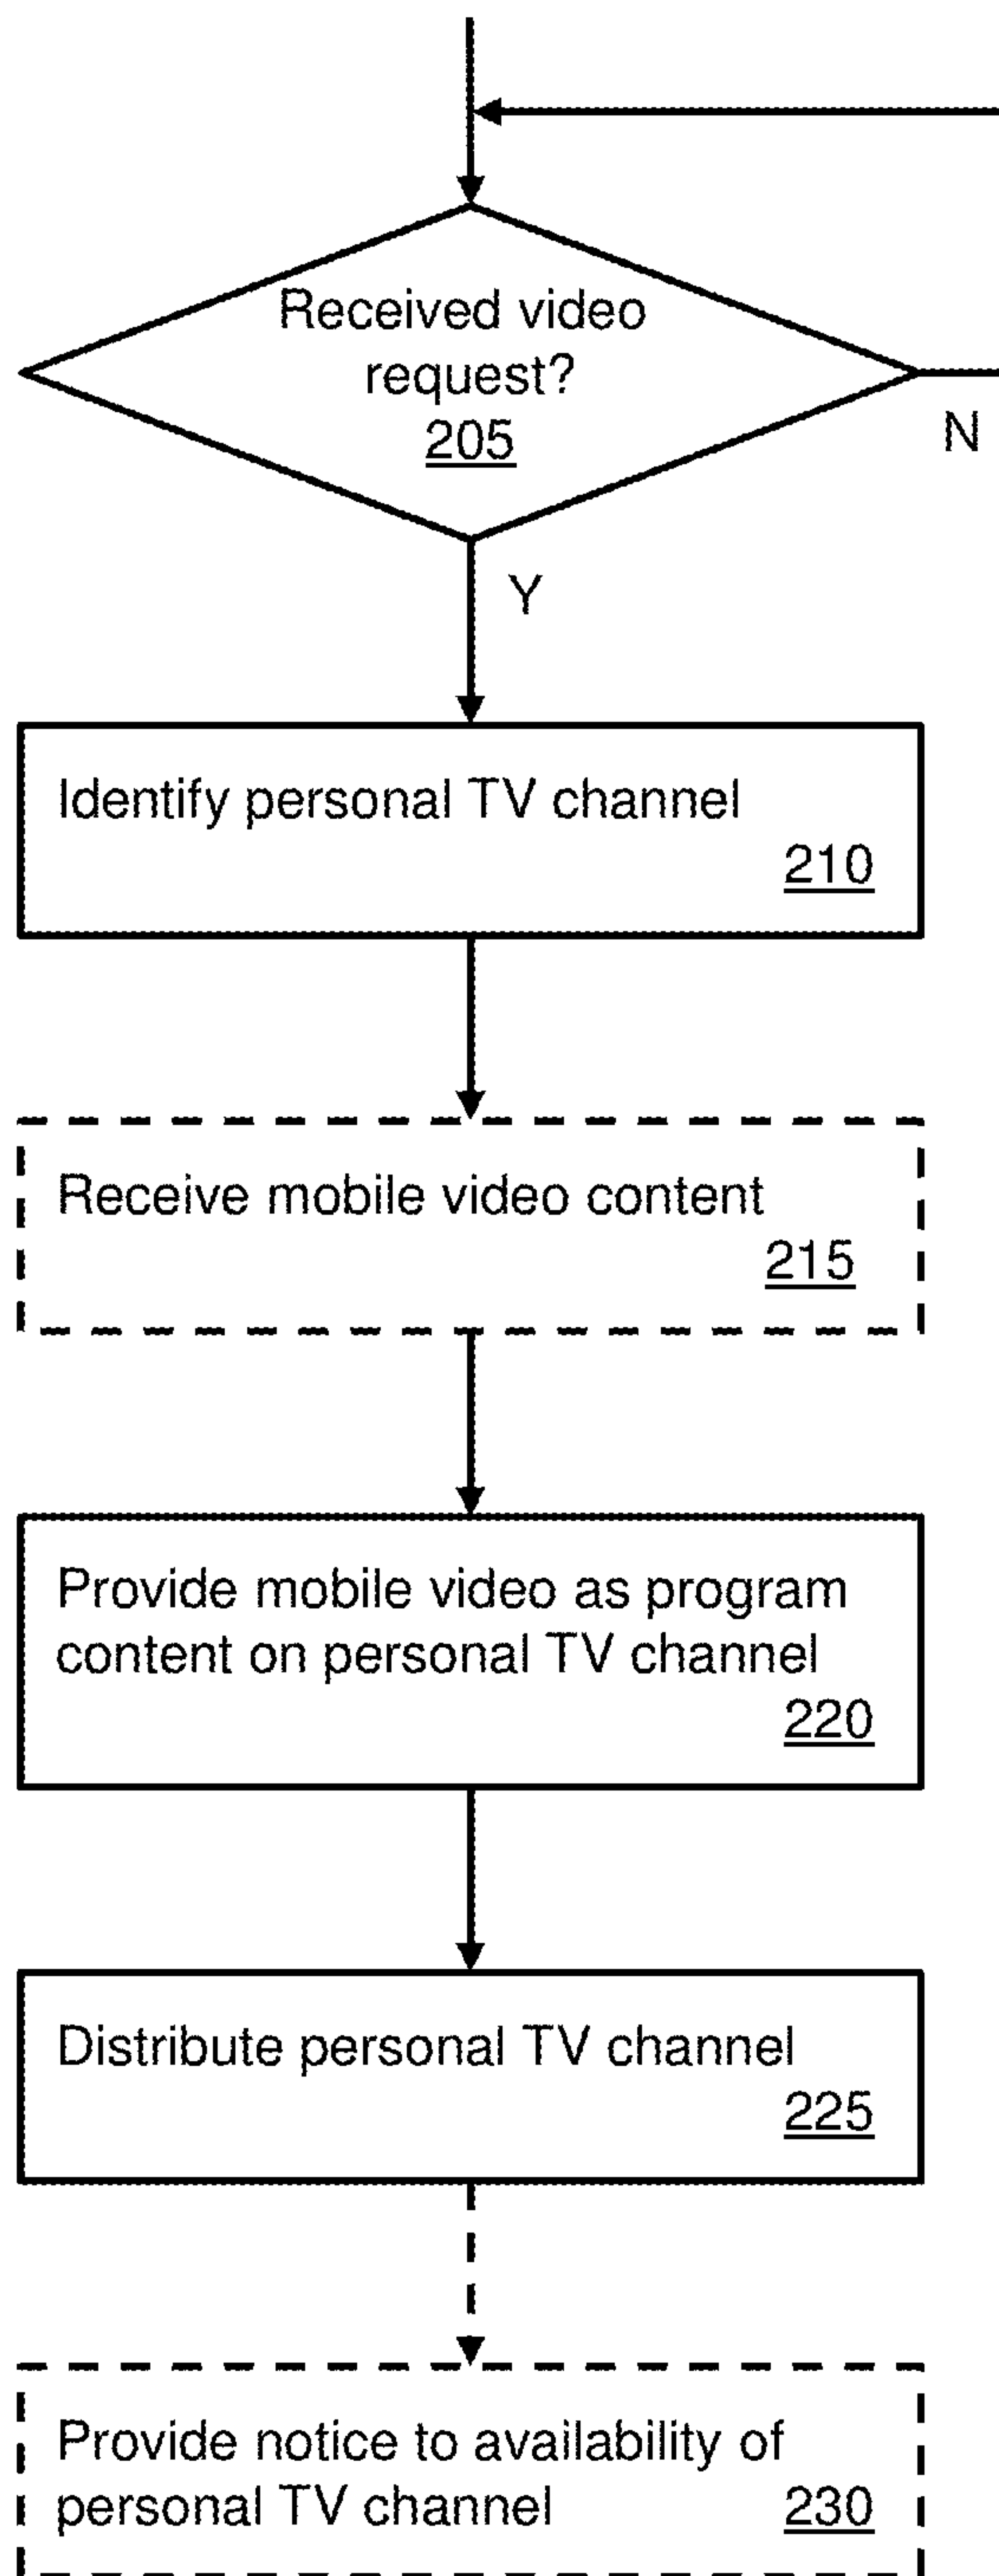 Received video
request?
205
N
Y
Identify personal TV channel
210
Receive mobile video content
215
Provide mobile video as program
content on personal TV channel
220
Distribute personal TV channel
225
Provide notice to availability of
personal TV channel 230